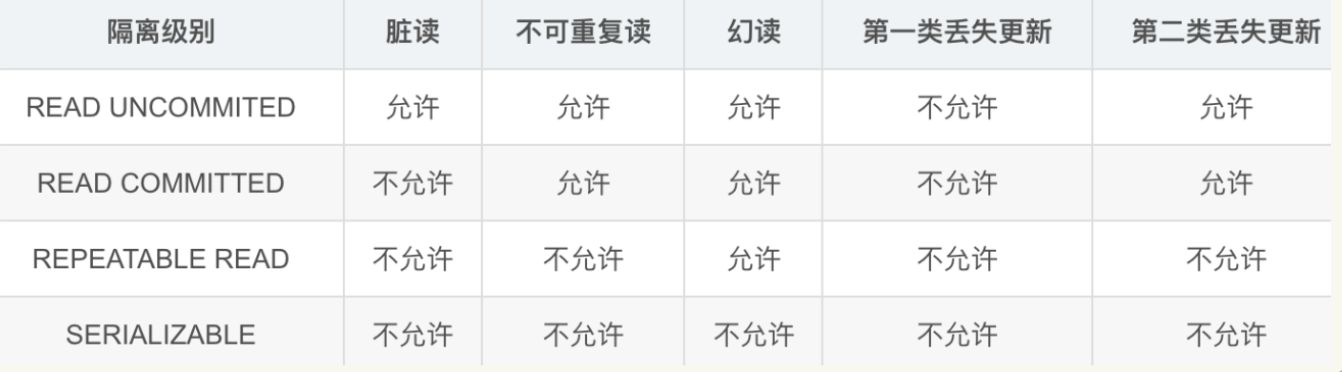 隔离级别 脏读 不可重复读 幻读 第一类丢失更新 第二类丢失更新
READ UNCOMMITED 允许 允许 允许 不允许 允许
READ COMMITTED 不允许 允许 允许 不允许 允许
REPEATABLE READ 不允许 不允许 允许 不允许 不允许
SERIALIZABLE 不允许 不允许 不允许 不允许 不允许